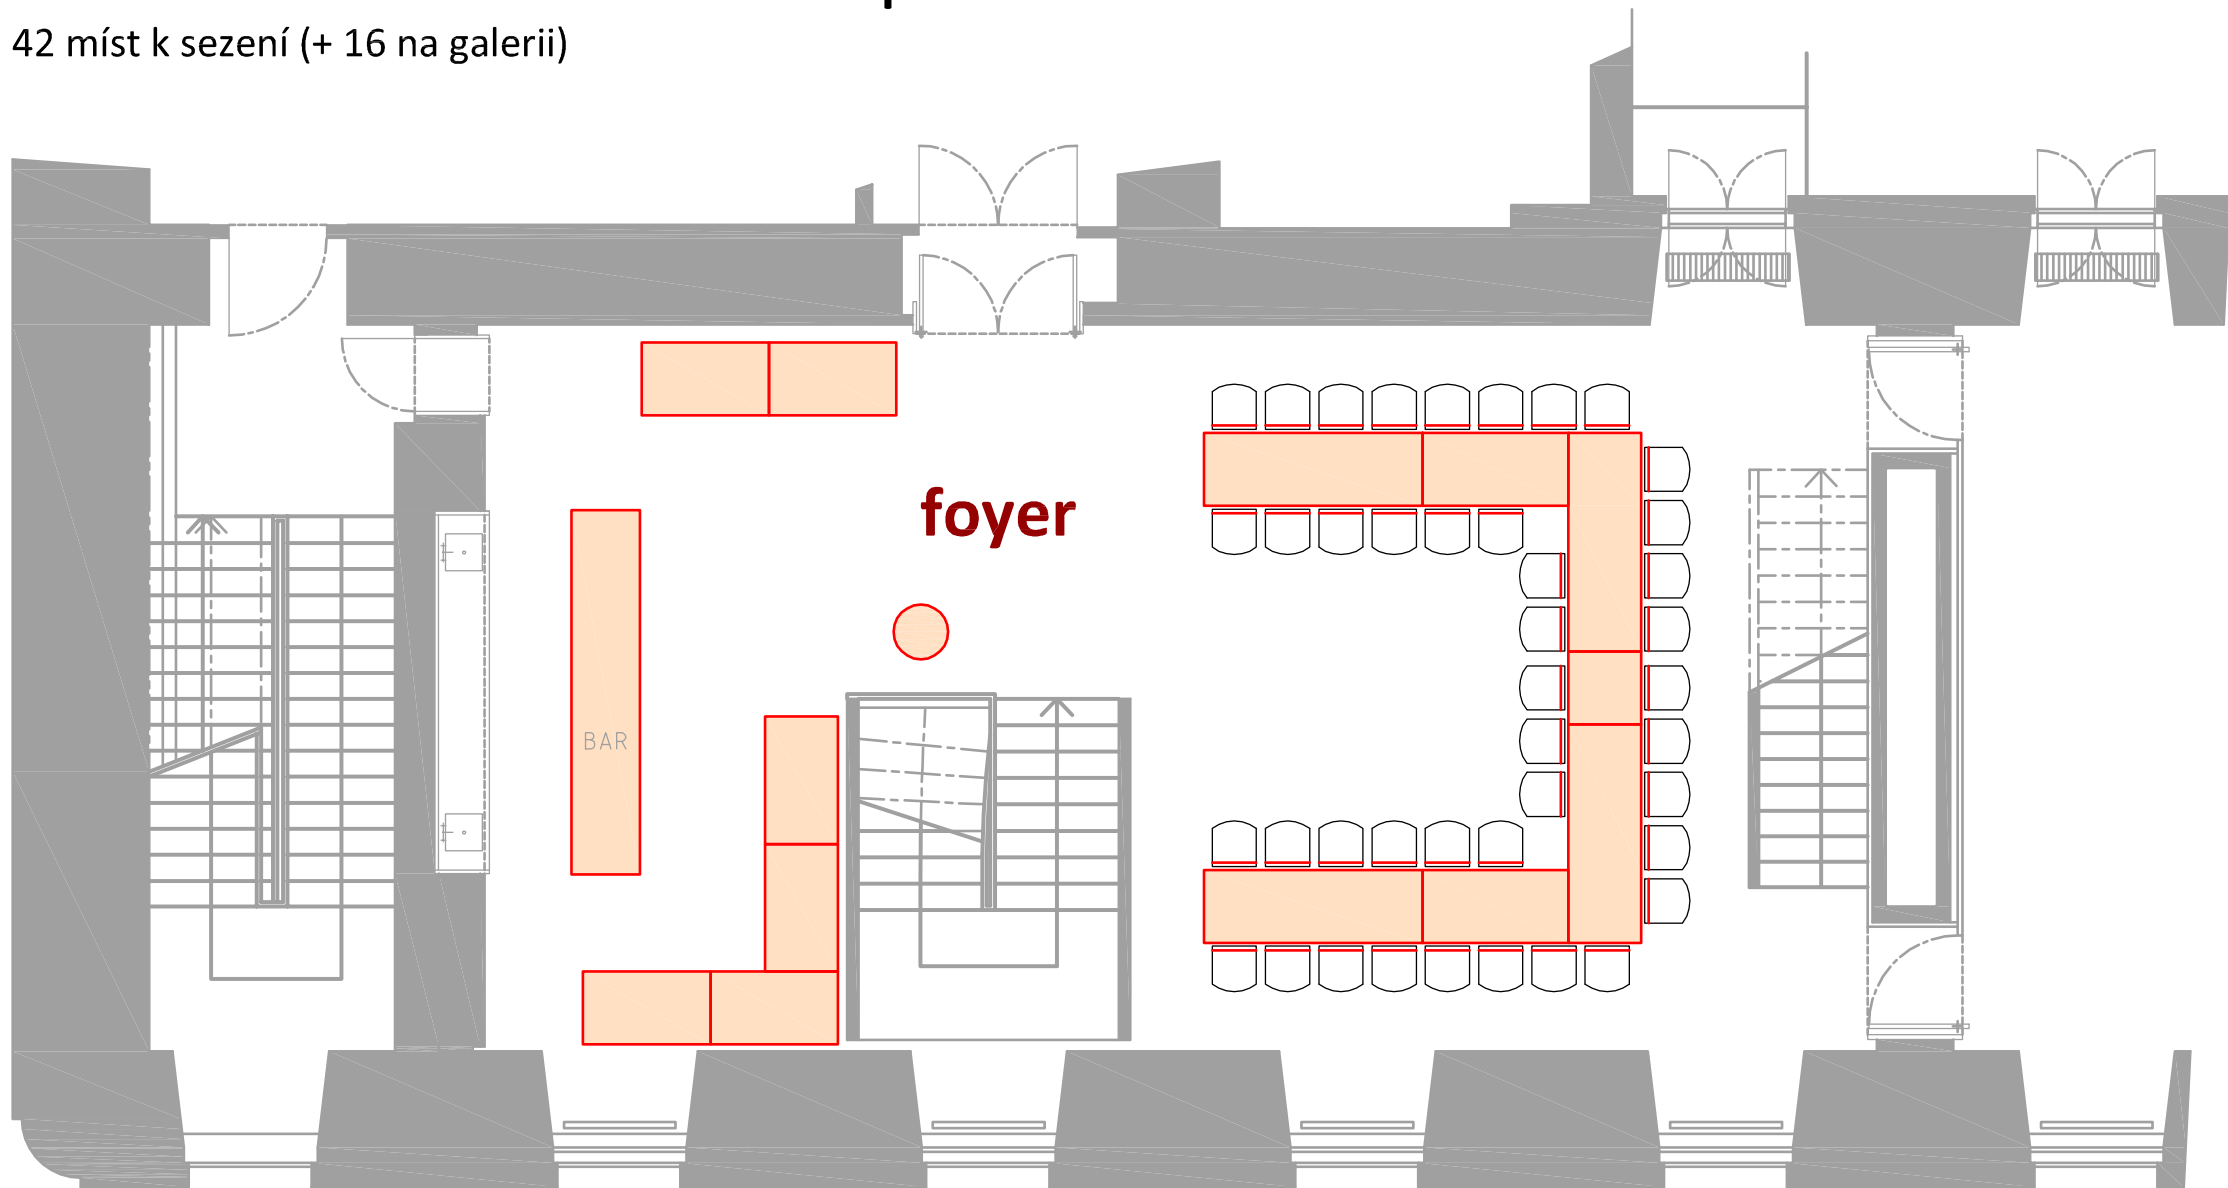 42 míst k sezení (+ 16 na galerii)
foyer
BAR